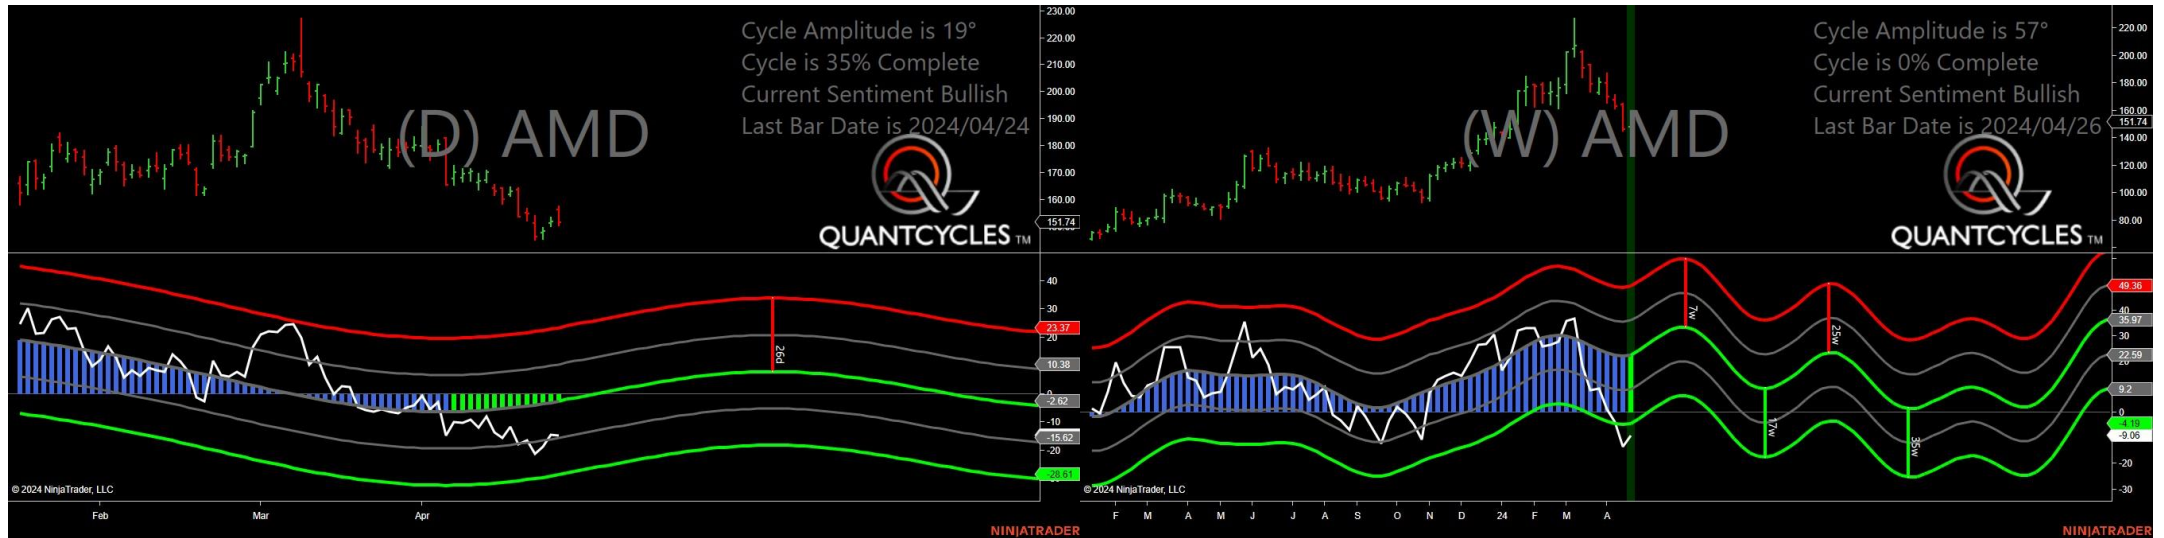 Cycle Amplitude is 19°
Cycle is 35% Complete
Current Sentiment Bullish
Last Bar Date is 2024/04/24
(D) AMD
QUANTCYCLES TM
230.00
220.00
210.00
200.00
190.00
180.00
170.00
160.00
151.74
40
30
23.37
20
10.38
0
-2.62
-10
-15.62
-20
-28.61
26d
© 2024 NinjaTrader, LLC
Feb Mar Apr
NINJATRADER
Cycle Amplitude is 57°
Cycle is 0% Complete
Current Sentiment Bullish
Last Bar Date is 2024/04/26
(W) AMD
QUANTCYCLES TM
220.00
200.00
180.00
160.00
151.74
140.00
120.00
100.00
80.00
49.36
40
35.97
30
22.59
9.2
0
-4.19
-9.06
-20
-30
7w
25w
17w
35w
© 2024 NinjaTrader, LLC
F M A M J J A S O N D 24 F M A
NINJATRADER